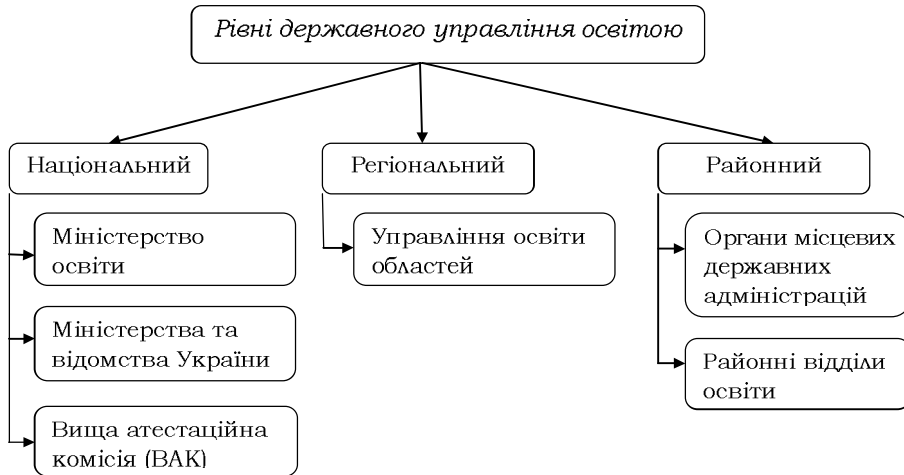 Рівні державного управління освітою
Національний
Міністерство
освіти
Міністерства та
відомства України
Вища атестаційна
комісія (ВАК)
Регіональний
Управління освіти
областей
Районний
Органи місцевих
державних
адміністрацій
Районні відділи
освіти